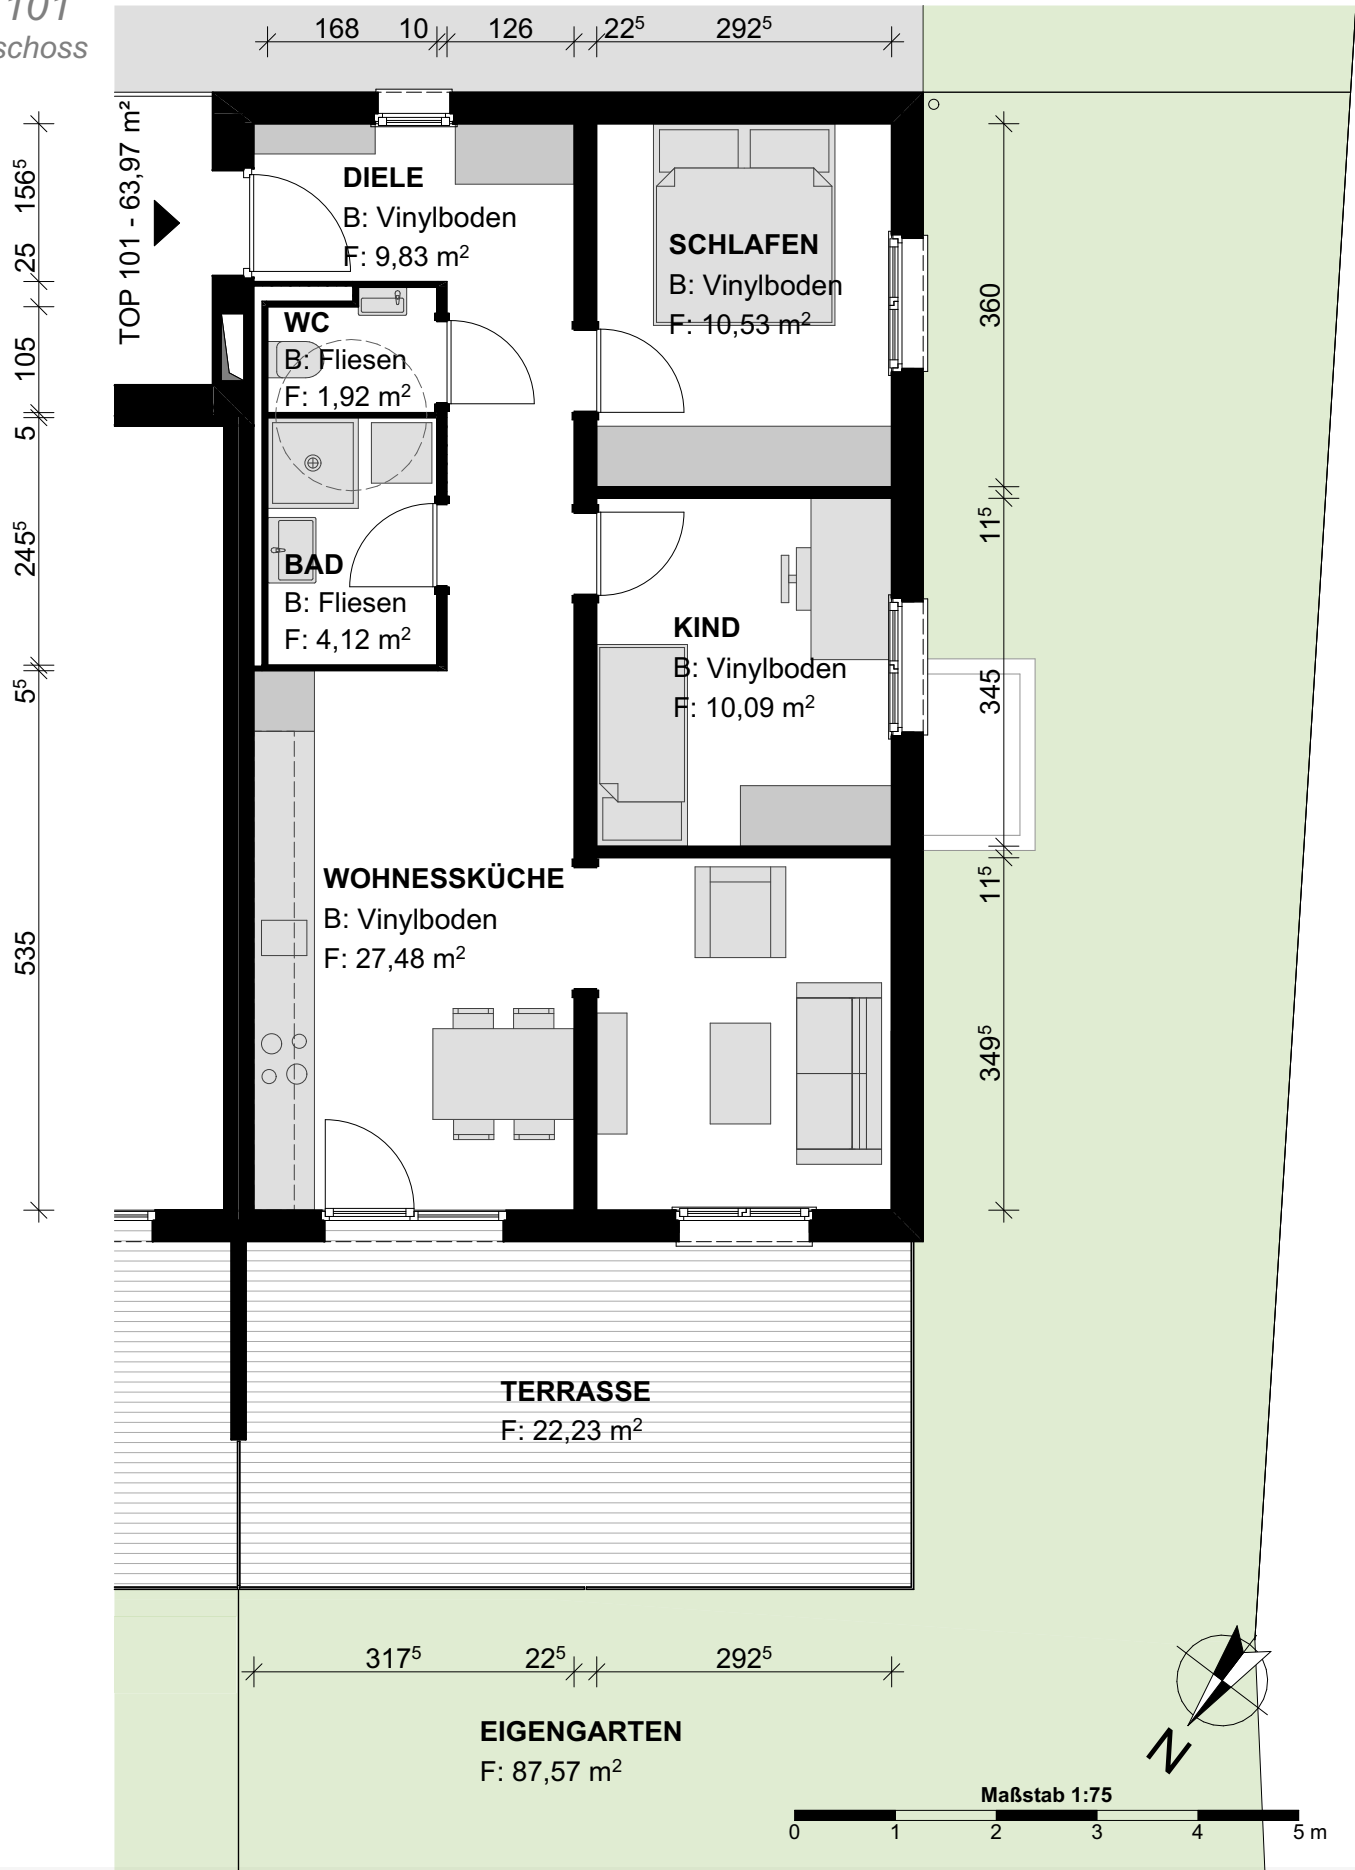 101
schoss
168 10 126 22⁵ 292⁵
TOP 101 - 63,97 m²
156⁵
25
105
5
245⁵
5⁵
535
DIELE
B: Vinylboden
F: 9,83 m²
SCHLAFEN
B: Vinylboden
F: 10,53 m²
WC
B: Fliesen
F: 1,92 m²
BAD
B: Fliesen
F: 4,12 m²
KIND
B: Vinylboden
F: 10,09 m²
WOHNESSKÜCHE
B: Vinylboden
F: 27,48 m²
360
11⁵
345
11⁵
349⁵
TERRASSE
F: 22,23 m²
317⁵ 22⁵ 292⁵
EIGENGARTEN
F: 87,57 m²
N
Maßstab 1:75
0 1 2 3 4 5 m